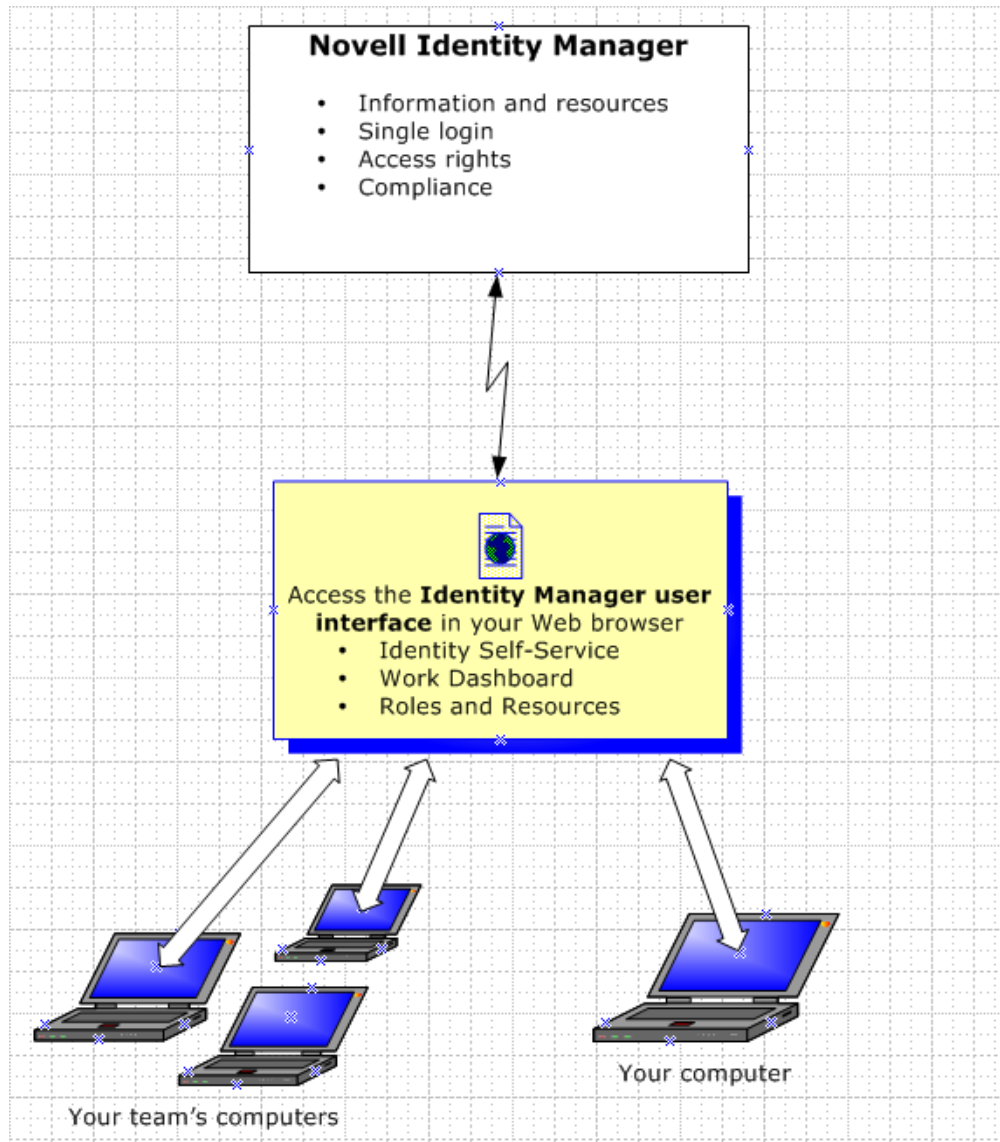 Novell Identity Manager
• Information and resources
• Single login
• Access rights
• Compliance
Access the Identity Manager user
interface in your Web browser
• Identity Self-Service
• Work Dashboard
• Roles and Resources
Your computer
Your team's computers